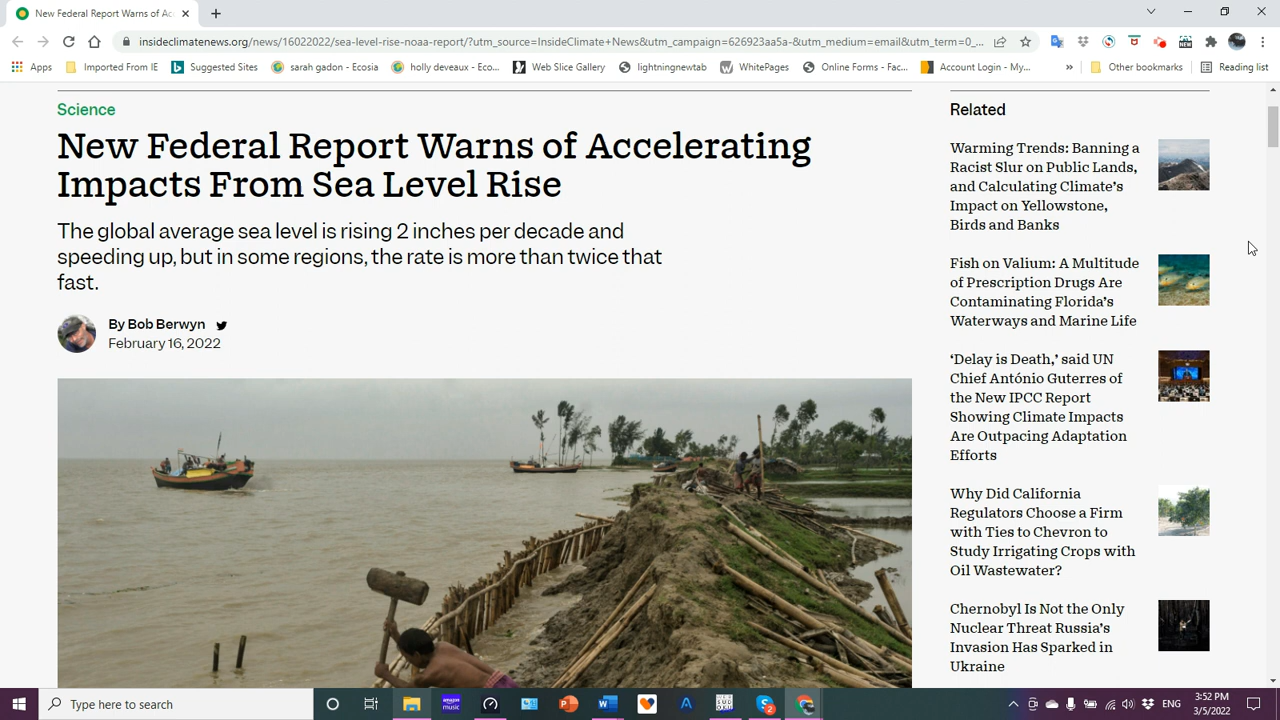 New Federal Report Warns of Ac
insideclimatenews.org/news/16022022/sea-level-rise-noaa-report/?utm_source=InsideClimate+News&utm_campaign=626923aa5a-&utm_medium=email&utm_term=0_...
Apps
Imported From IE
Suggested Sites
sarah gadon - Ecosia
holly deveaux - Eco...
Web Slice Gallery
lightningnewtab
WhitePages
Online Forms - Fac...
Account Login - My...
»
Other bookmarks
Reading list
Science
New Federal Report Warns of Accelerating
Impacts From Sea Level Rise
The global average sea level is rising 2 inches per decade and
speeding up, but in some regions, the rate is more than twice that
fast.
By Bob Berwyn
February 16, 2022
Related
Warming Trends: Banning a
Racist Slur on Public Lands,
and Calculating Climate’s
Impact on Yellowstone,
Birds and Banks
Fish on Valium: A Multitude
of Prescription Drugs Are
Contaminating Florida’s
Waterways and Marine Life
‘Delay is Death,’ said UN
Chief António Guterres of
the New IPCC Report
Showing Climate Impacts
Are Outpacing Adaptation
Efforts
Why Did California
Regulators Choose a Firm
with Ties to Chevron to
Study Irrigating Crops with
Oil Wastewater?
Chernobyl Is Not the Only
Nuclear Threat Russia’s
Invasion Has Sparked in
Ukraine
Type here to search
amazon
music
ENG
3:52 PM
3/5/2022